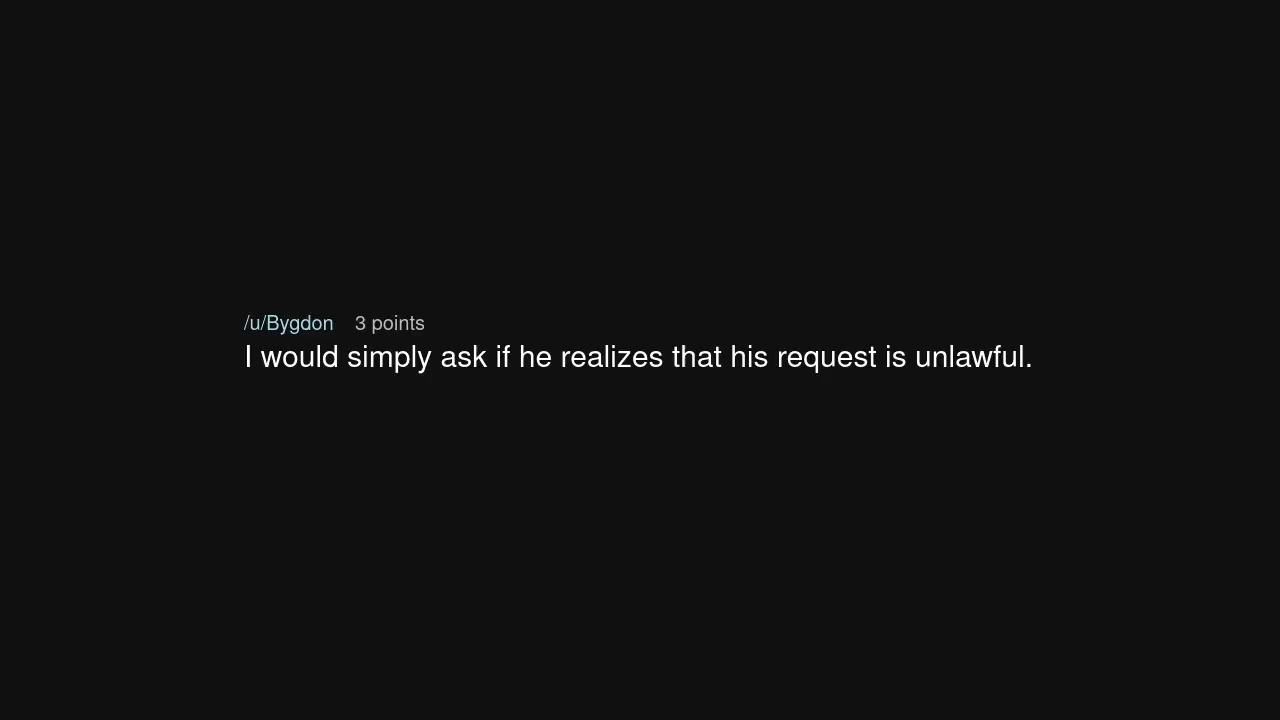 /u/Bygdon 3 points
I would simply ask if he realizes that his request is unlawful.